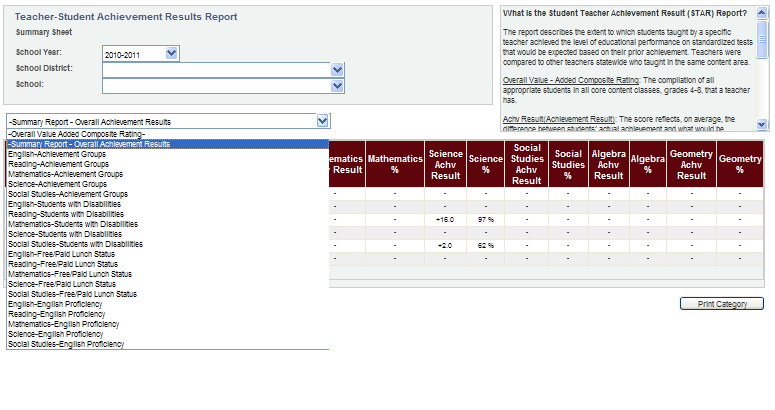 Teacher-Student Achievement Results Report
Summary Sheet
School Year:
2010-2011
School District:
School:
What is the Student Teacher Achievement Result (STAR) Report?
The report describes the extent to which students taught by a specific
teacher achieved the level of educational performance on standardized tests
that would be expected based on their prior achievement. Teachers were
compared to other teachers statewide who taught in the same content area.
Overall Value - Added Composite Rating: The compilation of all
appropriate students in all core content classes, grades 4-8, that a teacher
has.
Achv Result(Achievement Result): The score reflects, on average, the
difference between students' actual achievement and what would be
-Summary Report - Overall Achievement Results
-Overall Value Added Composite Rating-
-Summary Report - Overall Achievement Results
English-Achievement Groups
Reading-Achievement Groups
Mathematics-Achievement Groups
Science-Achievement Groups
Social Studies-Achievement Groups
English-Students with Disabilities
Reading-Students with Disabilities
Mathematics-Students with Disabilities
Science-Students with Disabilities
Social Studies-Students with Disabilities
English-Free/Paid Lunch Status
Reading-Free/Paid Lunch Status
Mathematics-Free/Paid Lunch Status
Science-Free/Paid Lunch Status
Social Studies-Free/Paid Lunch Status
English-English Proficiency
Reading-English Proficiency
Mathematics-English Proficiency
Science-English Proficiency
Social Studies-English Proficiency
ematics Result
Mathematics %
Science Achv Result
Science %
Social Studies Achv Result
Social Studies %
Algebra Achv Result
Algebra %
Geometry Achv Result
Geometry %
- - - - - - - - - -
- - - - - - - - - -
- - +16.0 97 % - - - - - -
- - - - - - - - - -
- - +2.0 62 % - - - - - -
- - - - - - - - - -
Print Category